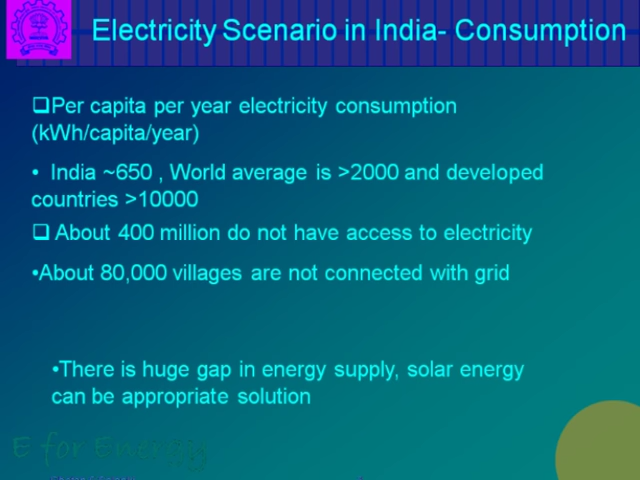 Electricity Scenario in India- Consumption
❑Per capita per year electricity consumption
(kWh/capita/year)
• India ~650 , World average is >2000 and developed
countries >10000
❑ About 400 million do not have access to electricity
•About 80,000 villages are not connected with grid
•There is huge gap in energy supply, solar energy
can be appropriate solution
E for Energy